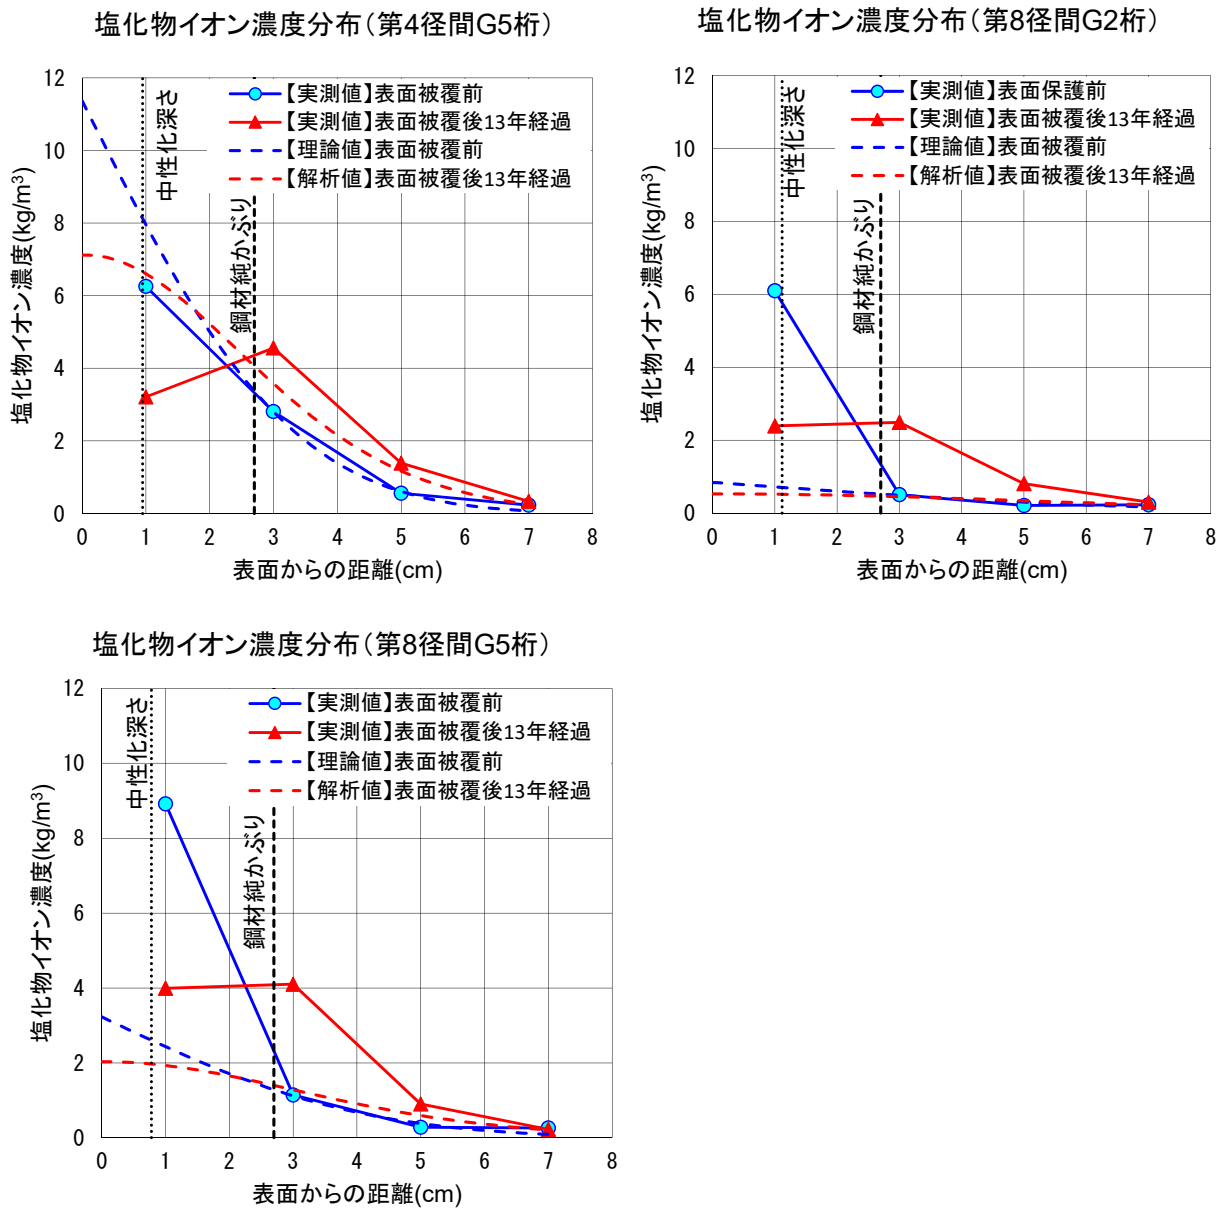 塩化物イオン濃度分布（第4径間G5桁）
【実測値】表面被覆前
【実測値】表面被覆後13年経過
【理論値】表面被覆前
【解析値】表面被覆後13年経過
中性化深さ
鋼材純かぶり
塩化物イオン濃度(kg/m³)
12
10
8
6
4
2
0
0 1 2 3 4 5 6 7 8
表面からの距離(cm)
塩化物イオン濃度分布（第8径間G2桁）
【実測値】表面保護前
【実測値】表面被覆後13年経過
【理論値】表面被覆前
【解析値】表面被覆後13年経過
中性化深さ
鋼材純かぶり
塩化物イオン濃度(kg/m³)
12
10
8
6
4
2
0
0 1 2 3 4 5 6 7 8
表面からの距離(cm)
塩化物イオン濃度分布（第8径間G5桁）
【実測値】表面被覆前
【実測値】表面被覆後13年経過
【理論値】表面被覆前
【解析値】表面被覆後13年経過
中性化深さ
鋼材純かぶり
塩化物イオン濃度(kg/m³)
12
10
8
6
4
2
0
0 1 2 3 4 5 6 7 8
表面からの距離(cm)